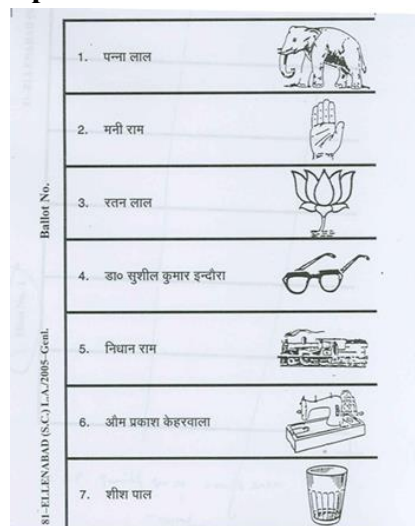 1. पन्ना लाल
2. मनी राम
3. रतन लाल
4. डा० सुशील कुमार इन्दौरा
5. निधान राम
6. औम प्रकाश केहरवाला
7. शीश पाल
Ballot No.
81-ELLENABAD (S.C.) L.A./2005-Genl.